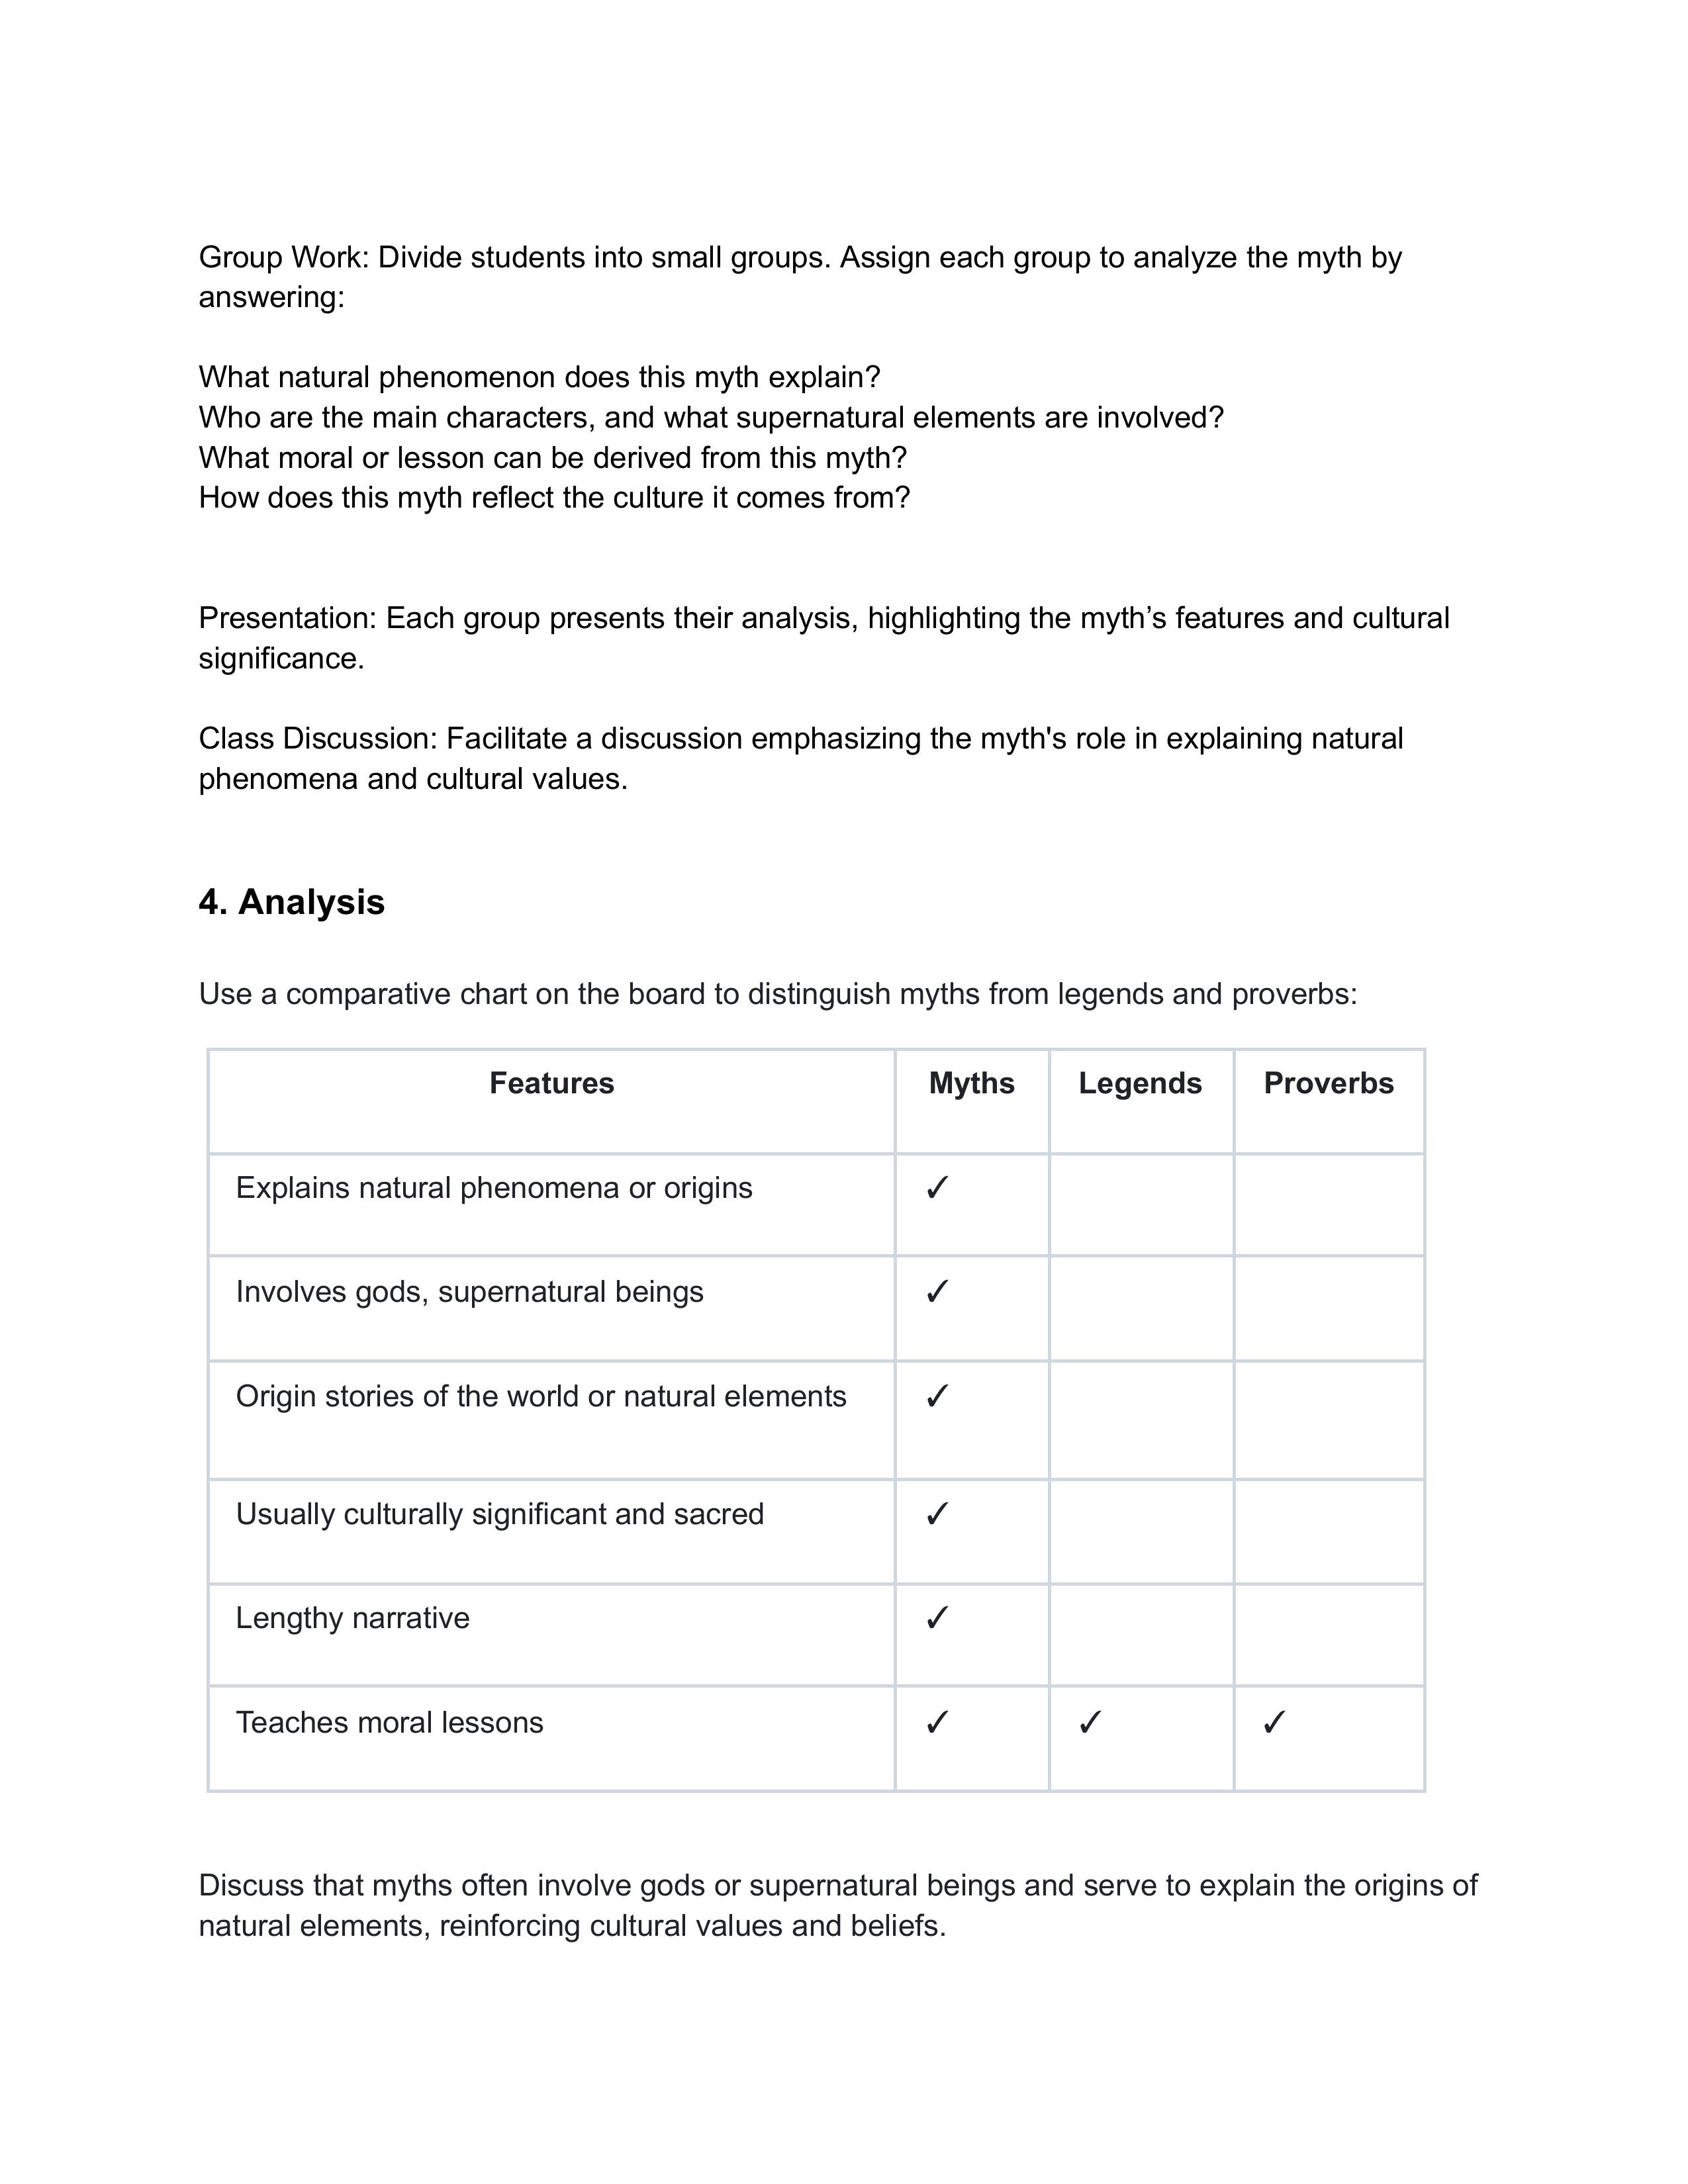 Group Work: Divide students into small groups. Assign each group to analyze the myth by
answering:
What natural phenomenon does this myth explain?
Who are the main characters, and what supernatural elements are involved?
What moral or lesson can be derived from this myth?
How does this myth reflect the culture it comes from?
Presentation: Each group presents their analysis, highlighting the myth’s features and cultural
significance.
Class Discussion: Facilitate a discussion emphasizing the myth's role in explaining natural
phenomena and cultural values.
4. Analysis
Use a comparative chart on the board to distinguish myths from legends and proverbs:
Features Myths Legends Proverbs
Explains natural phenomena or origins ✓
Involves gods, supernatural beings ✓
Origin stories of the world or natural elements ✓
Usually culturally significant and sacred ✓
Lengthy narrative ✓
Teaches moral lessons ✓ ✓ ✓
Discuss that myths often involve gods or supernatural beings and serve to explain the origins of
natural elements, reinforcing cultural values and beliefs.